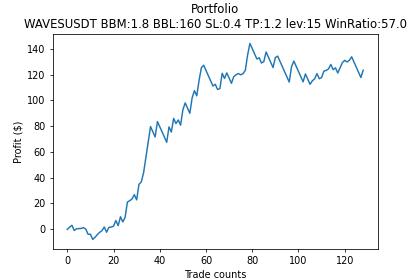 Portfolio
WAVESUSDT BBM:1.8 BBL:160 SL:0.4 TP:1.2 lev:15 WinRatio:57.0
140
120
100
80
60
40
20
0
Profit ($)
0 20 40 60 80 100 120
Trade counts